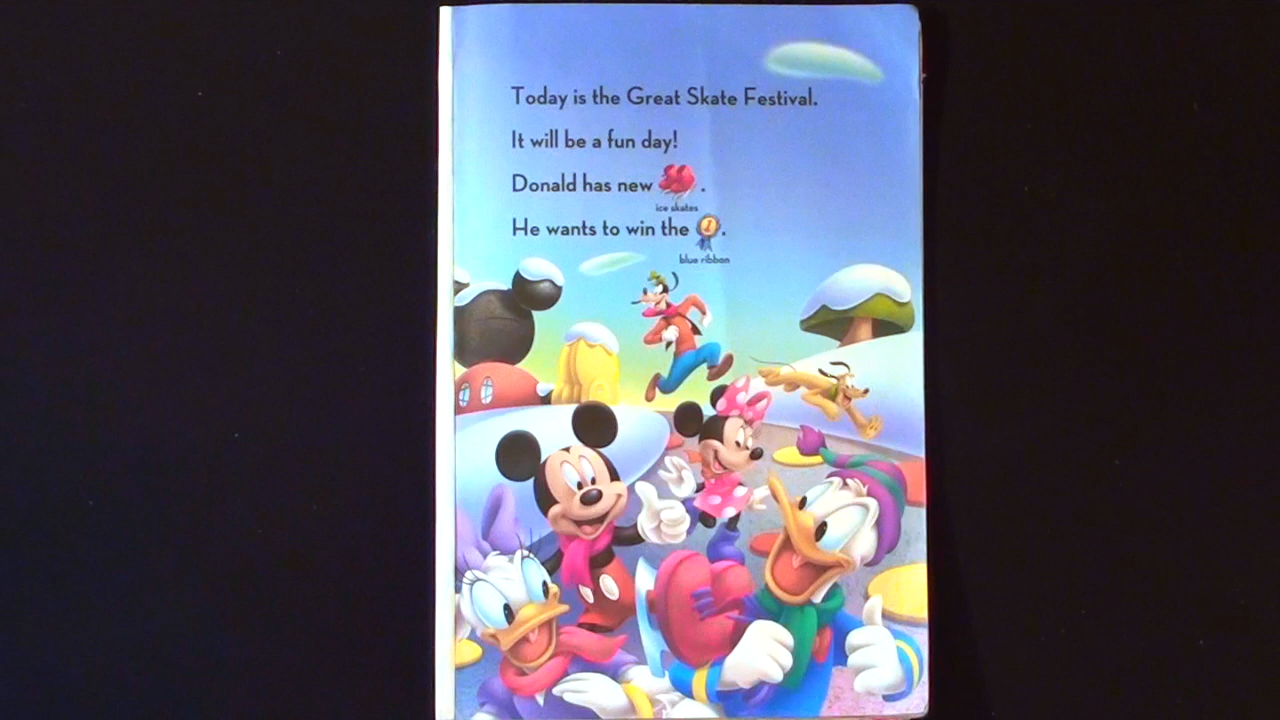 Today is the Great Skate Festival.
It will be a fun day!
Donald has new .
ice skates
He wants to win the 1.
blue ribbon